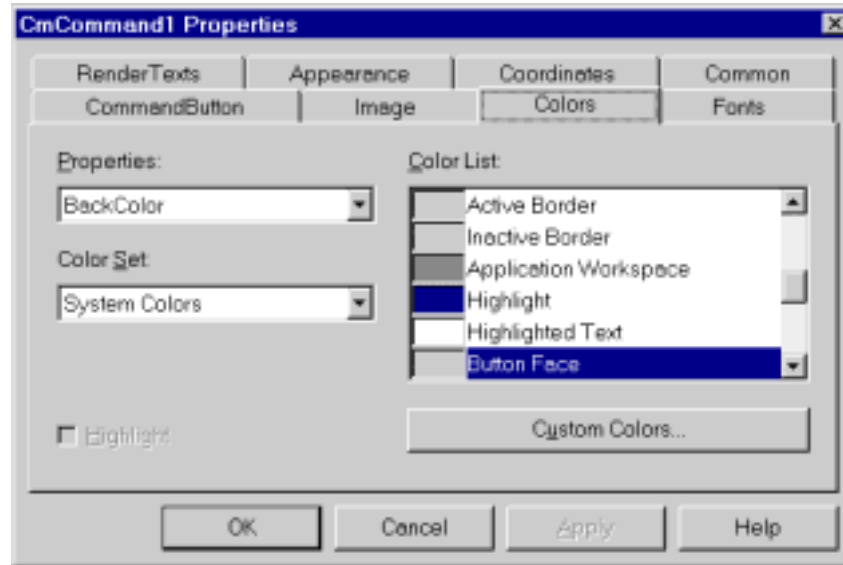 CmCommand1 Properties
RenderTexts Appearance Coordinates Common
CommandButton Image Colors Fonts
Properties:
BackColor
Color Set:
System Colors
Highlight
Color List:
Active Border
Inactive Border
Application Workspace
Highlight
Highlighted Text
Button Face
Custom Colors...
OK Cancel Apply Help